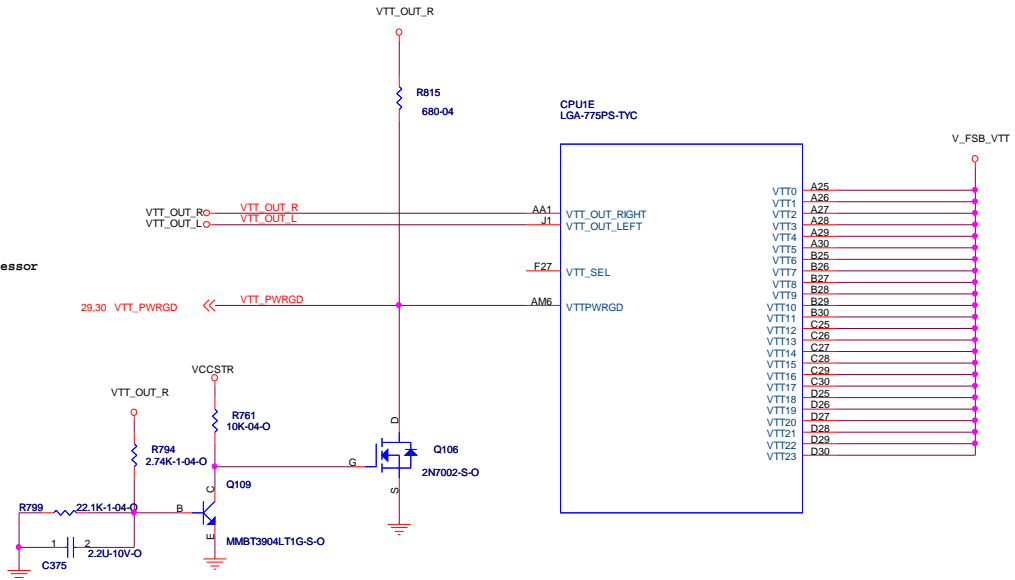 VTT_OUT_R
R815
680-04
CPU1E
LGA-775PS-TYC
V_FSB_VTT
VTT_OUT_R
VTT_OUT_R
AA1
VTT_OUT_RIGHT
VTT_OUT_L
VTT_OUT_L
J1
VTT_OUT_LEFT
essor
F27
VTT_SEL
29,30 VTT_PWRGD
VTT_PWRGD
AM6
VTTPWRGD
VTT0 A25
VTT1 A26
VTT2 A27
VTT3 A28
VTT4 A29
VTT5 A30
VTT6 B25
VTT7 B26
VTT8 B27
VTT9 B28
VTT10 B29
VTT11 B30
VTT12 C25
VTT13 C26
VTT14 C27
VTT15 C28
VTT16 C29
VTT17 C30
VTT18 D25
VTT19 D26
VTT20 D27
VTT21 D28
VTT22 D29
VTT23 D30
VCCSTR
VTT_OUT_R
R761
10K-04-O
R794
2.74K-1-04-O
D
G
S
Q106
2N7002-S-O
R799
22.1K-1-04-O
B
C
E
Q109
MMBT3904LT1G-S-O
1
2
2.2U-10V-O
C375